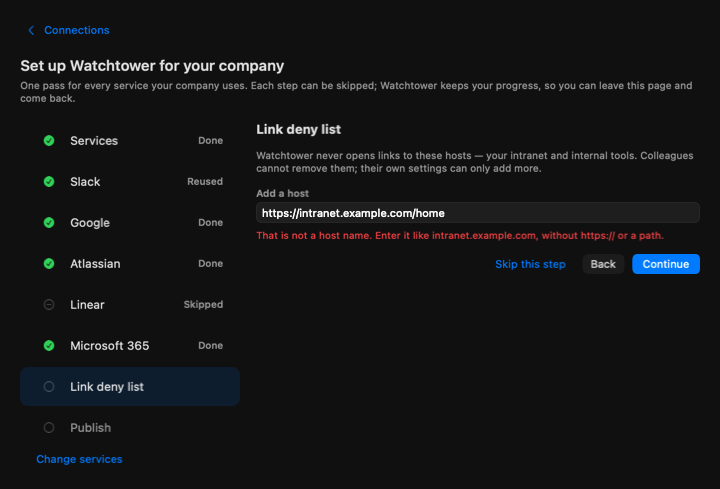 Connections
Set up Watchtower for your company
One pass for every service your company uses. Each step can be skipped; Watchtower keeps your progress, so you can leave this page and
come back.
Services Done
Slack Reused
Google Done
Atlassian Done
Linear Skipped
Microsoft 365 Done
Link deny list
Publish
Change services
Link deny list
Watchtower never opens links to these hosts — your intranet and internal tools. Colleagues
cannot remove them; their own settings can only add more.
Add a host
https://intranet.example.com/home
That is not a host name. Enter it like intranet.example.com, without https:// or a path.
Skip this step Back Continue